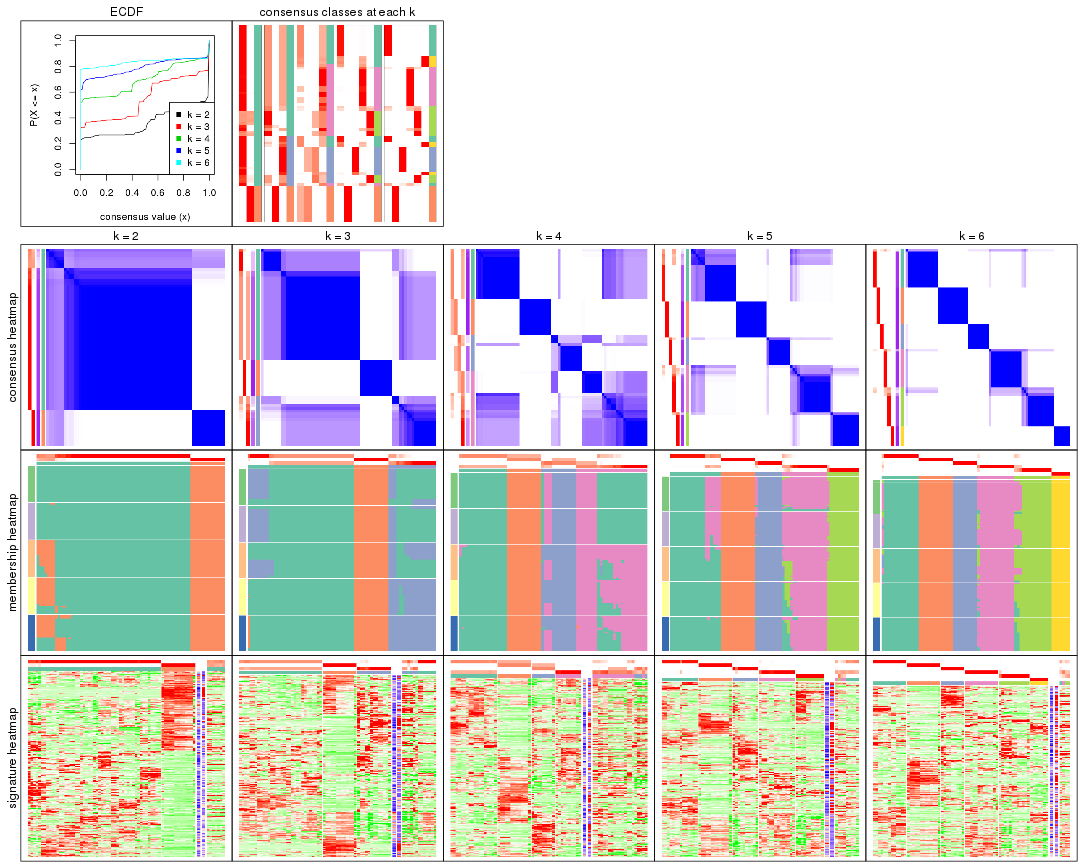 ECDF
consensus classes at each k
P(X <= x)
0.0 0.2 0.4 0.6 0.8 1.0
k = 2
k = 3
k = 4
k = 5
k = 6
0.0 0.2 0.4 0.6 0.8 1.0
consensus value (x)
k = 2
k = 3
k = 4
k = 5
k = 6
consensus heatmap
membership heatmap
signature heatmap